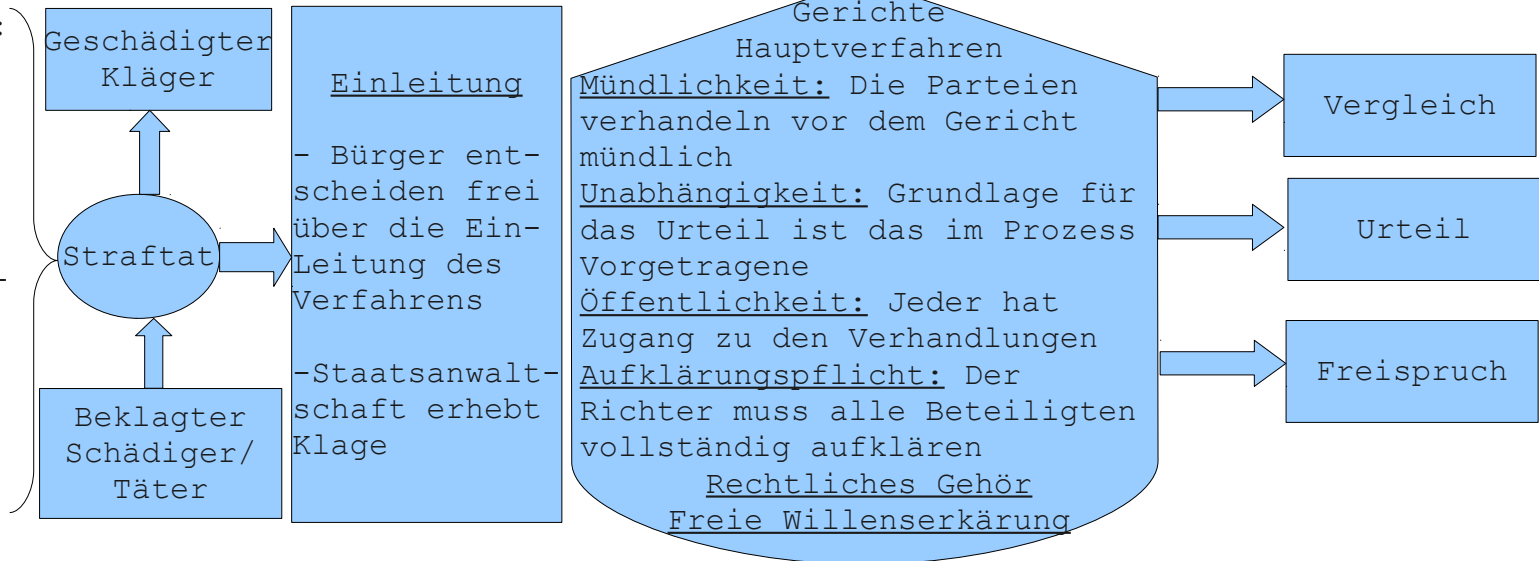 :
Geschädigter
Kläger
Straftat
Beklagter
Schädiger/
Täter
Einleitung
- Bürger ent-
scheiden frei
über die Ein-
Leitung des
Verfahrens
-Staatsanwalt-
schaft erhebt
Klage
Gerichte
Hauptverfahren
Mündlichkeit: Die Parteien
verhandeln vor dem Gericht
mündlich
Unabhängigkeit: Grundlage für
das Urteil ist das im Prozess
Vorgetragene
Öffentlichkeit: Jeder hat
Zugang zu den Verhandlungen
Aufklärungspflicht: Der
Richter muss alle Beteiligten
vollständig aufklären
Rechtliches Gehör
Freie Willenserkärung
Vergleich
Urteil
Freispruch